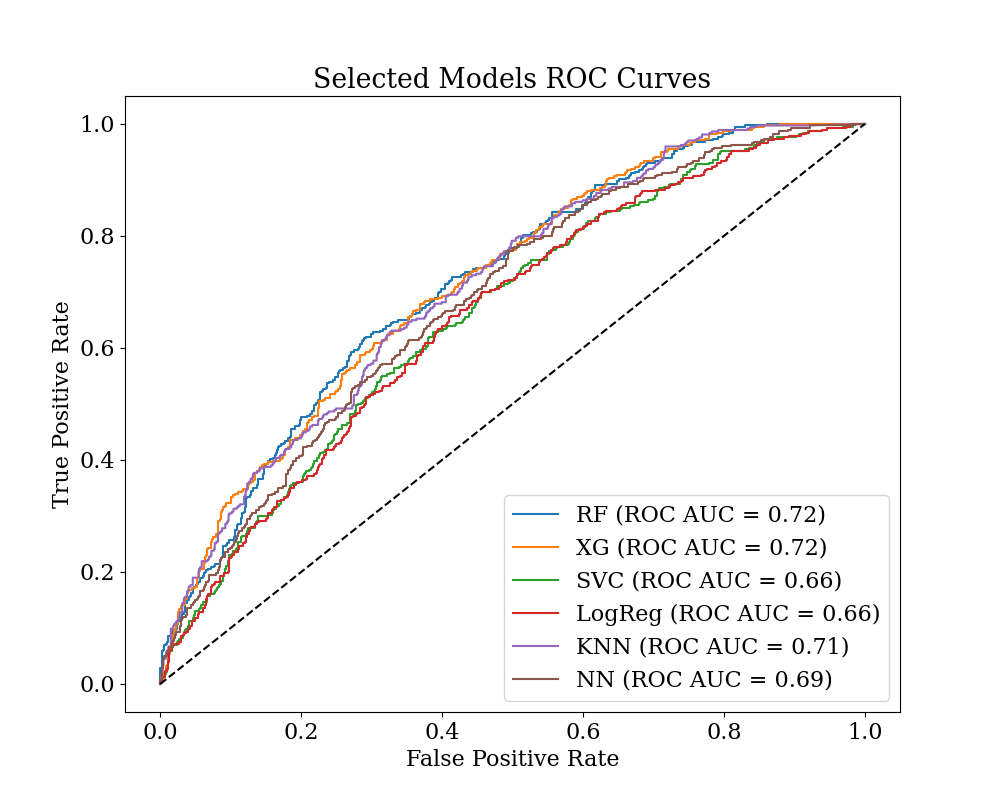 Selected Models ROC Curves
True Positive Rate
1.0
0.8
0.6
0.4
0.2
0.0
RF (ROC AUC = 0.72)
XG (ROC AUC = 0.72)
SVC (ROC AUC = 0.66)
LogReg (ROC AUC = 0.66)
KNN (ROC AUC = 0.71)
NN (ROC AUC = 0.69)
0.0 0.2 0.4 0.6 0.8 1.0
False Positive Rate